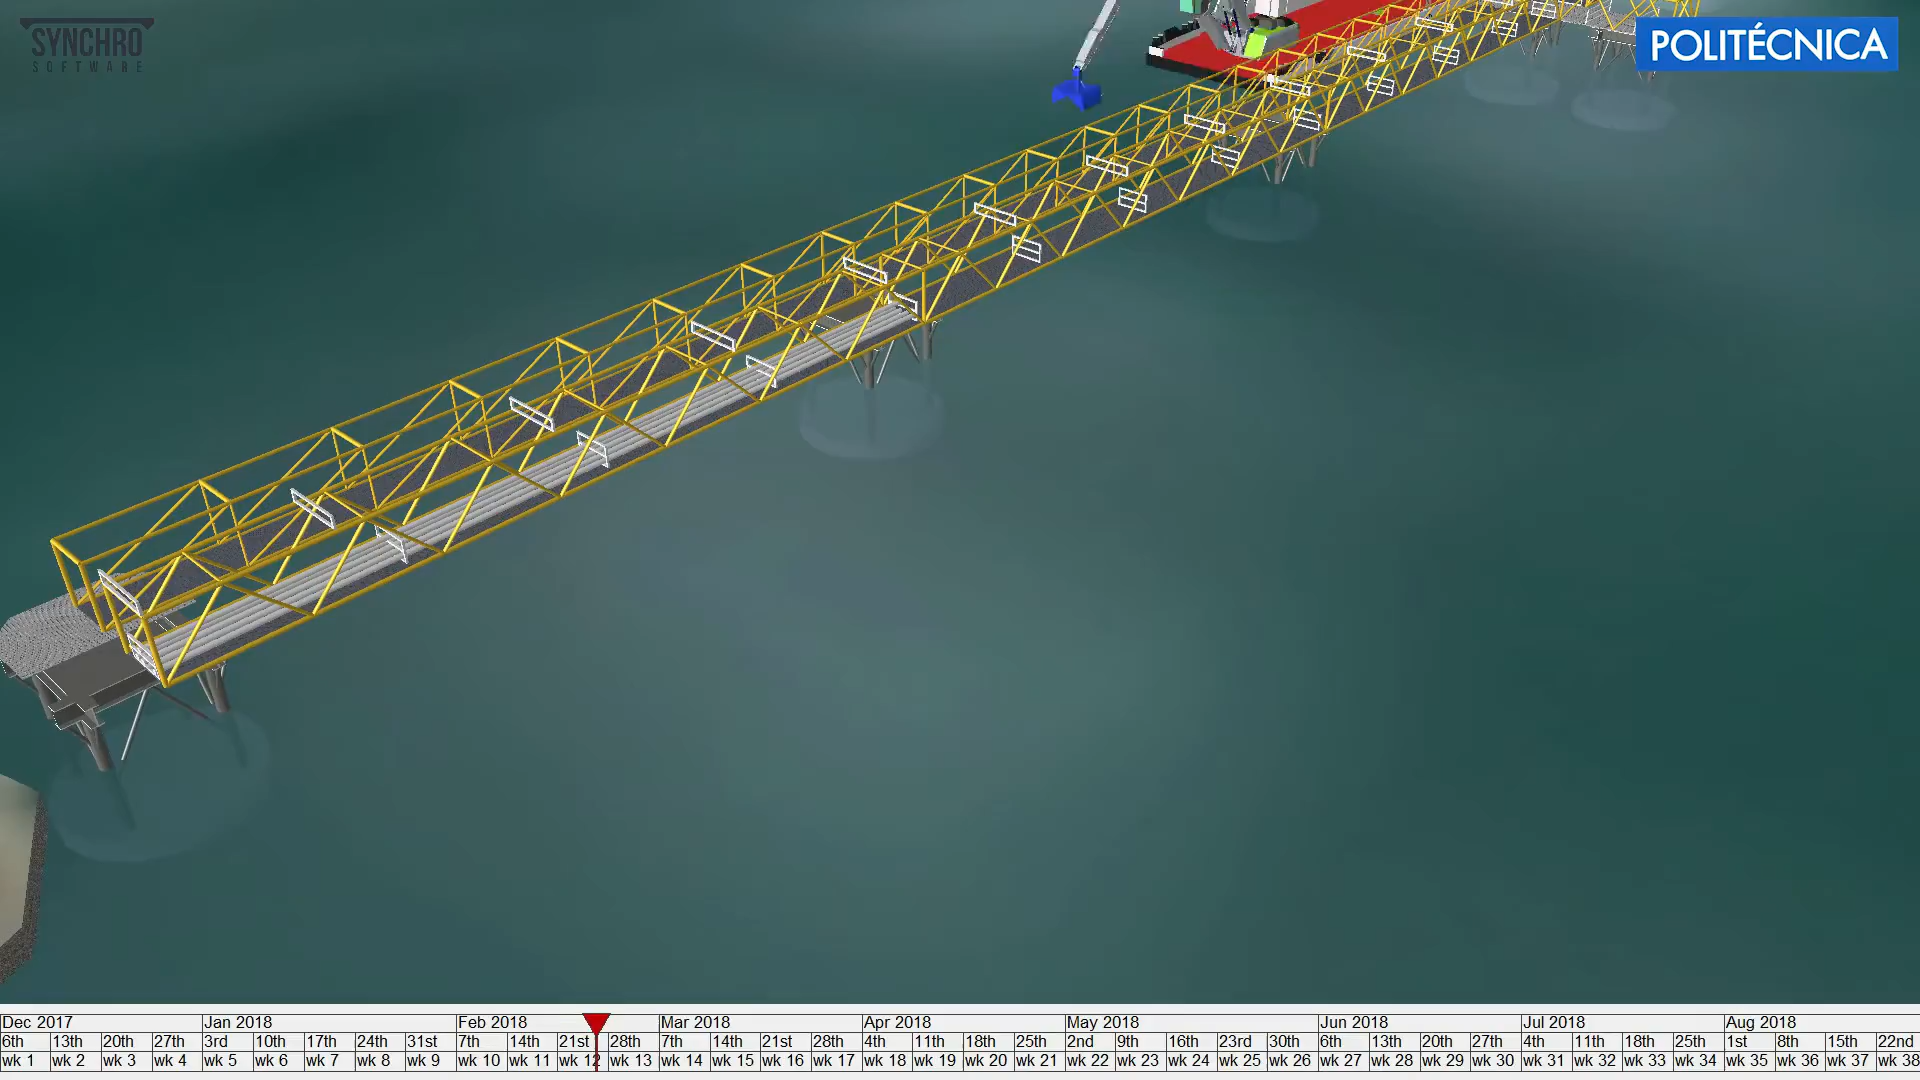 SYNCHRO
SOFTWARE
POLITÉCNICA
Dec 2017 Jan 2018 Feb 2018 Mar 2018 Apr 2018 May 2018 Jun 2018 Jul 2018 Aug 2018
6th 13th 20th 27th 3rd 10th 17th 24th 31st 7th 14th 21st 28th 7th 14th 21st 28th 4th 11th 18th 25th 2nd 9th 16th 23rd 30th 6th 13th 20th 27th 4th 11th 18th 25th 1st 8th 15th 22nd
wk 1 wk 2 wk 3 wk 4 wk 5 wk 6 wk 7 wk 8 wk 9 wk 10 wk 11 wk 12 wk 13 wk 14 wk 15 wk 16 wk 17 wk 18 wk 19 wk 20 wk 21 wk 22 wk 23 wk 24 wk 25 wk 26 wk 27 wk 28 wk 29 wk 30 wk 31 wk 32 wk 33 wk 34 wk 35 wk 36 wk 37 wk 38